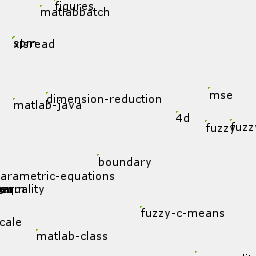 figures
matlabbatch
xlsread
dimension-reduction
mse
matlab-java
4d
fuzzy
fuzzy
boundary
arametric-equations
quality
fuzzy-c-means
cale
matlab-class